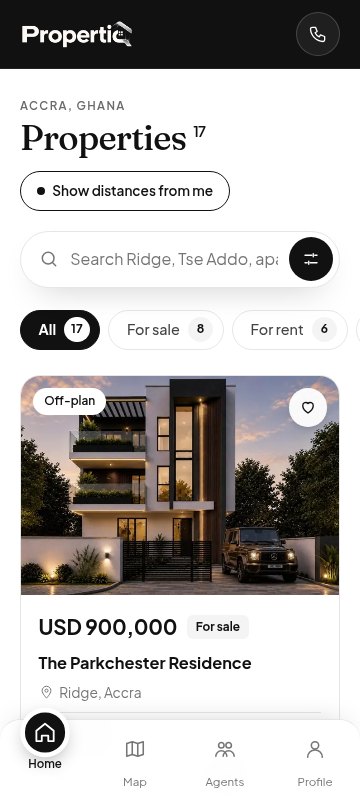 Propertic
ACCRA, GHANA
Properties 17
Show distances from me
Search Ridge, Tse Addo, apa
All 17
For sale 8
For rent 6
Off-plan
USD 900,000
For sale
The Parkchester Residence
Ridge, Accra
Home
Map
Agents
Profile